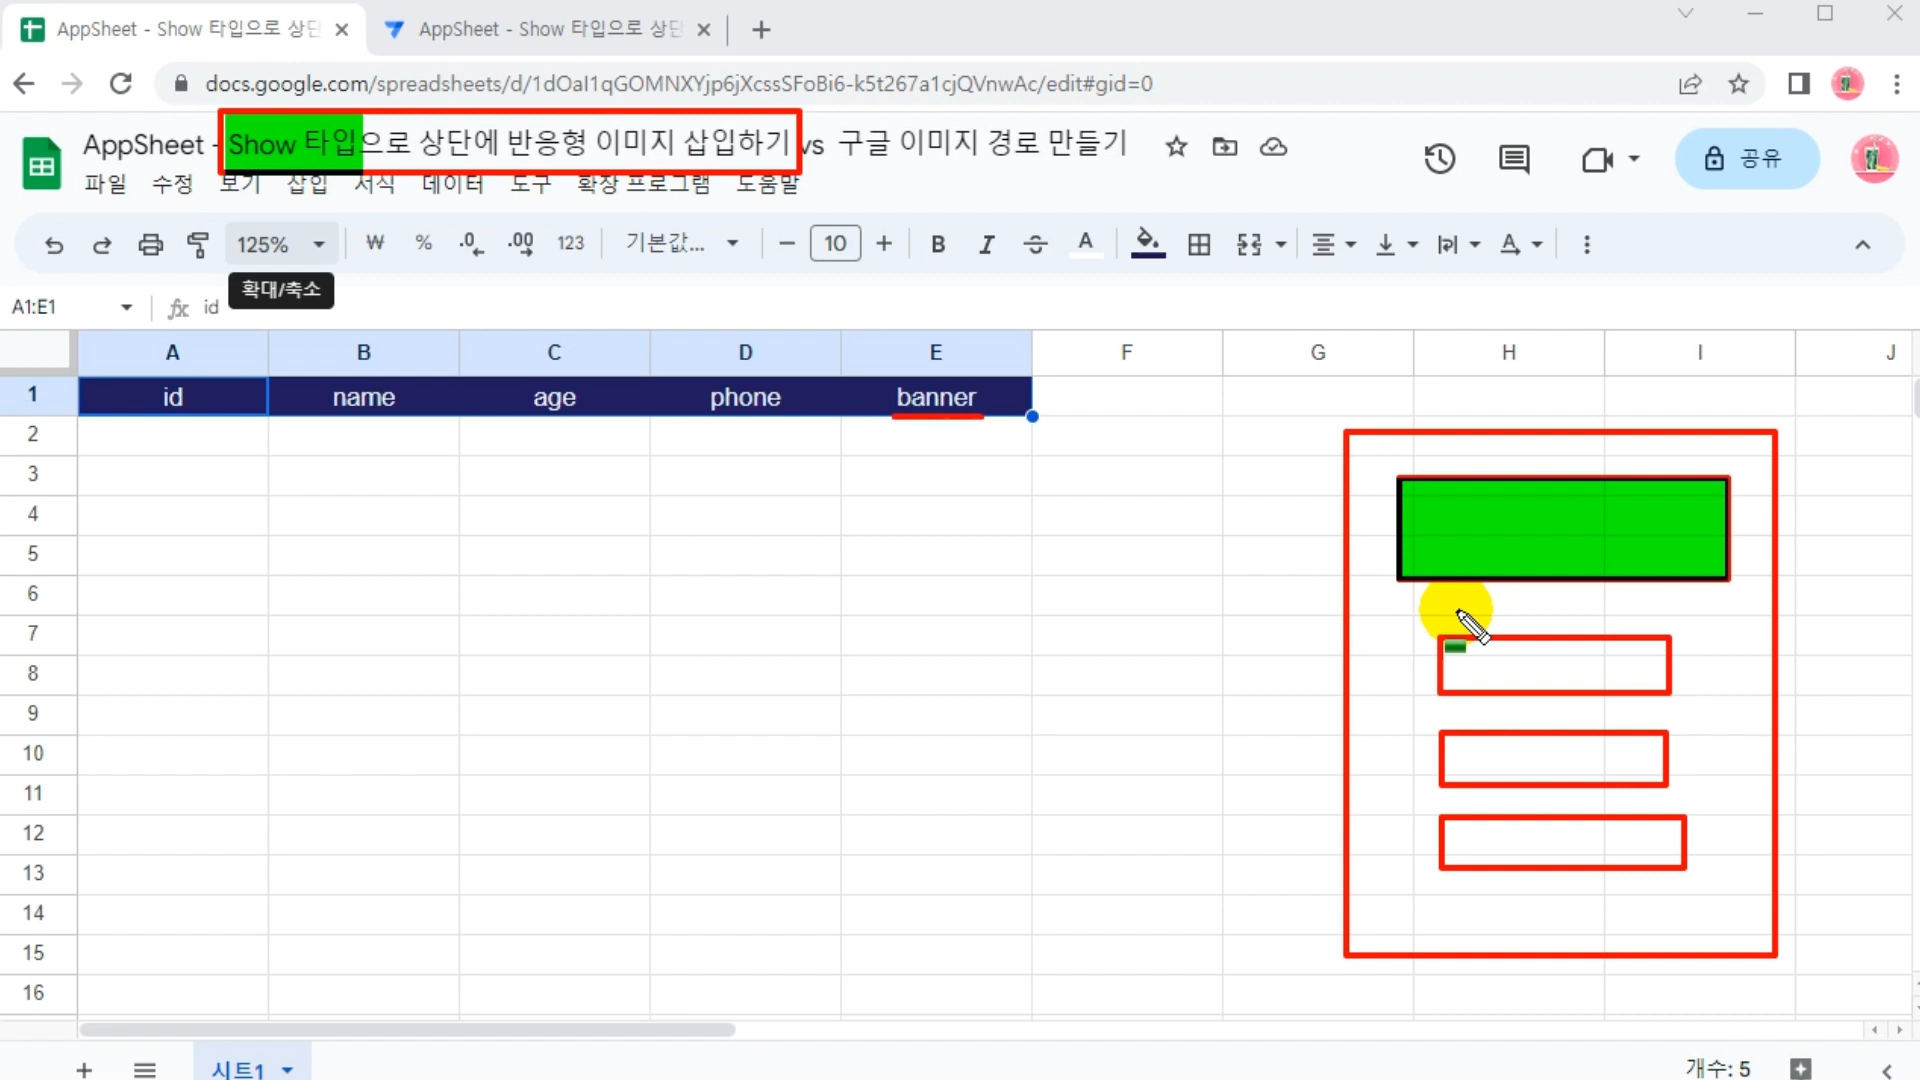 AppSheet - Show 타입으로 상단
AppSheet - Show 타입으로 상단
docs.google.com/spreadsheets/d/1dOaI1qGOMNXYjp6jXcssSFoBi6-k5t267a1cjQVnwAc/edit#gid=0
AppSheet - Show 타입으로 상단에 반응형 이미지 삽입하기 vs 구글 이미지 경로 만들기
공유
파일 수정 보기 삽입 서식 데이터 도구 확장 프로그램 도움말
125% ₩ % .0 .00 123 기본값... 10 B I A A
확대/축소
A1:E1 fx id
A B C D E F G H I J
1 id name age phone banner
2
3
4
5
6
7
8
9
10
11
12
13
14
15
16
시트1 개수: 5